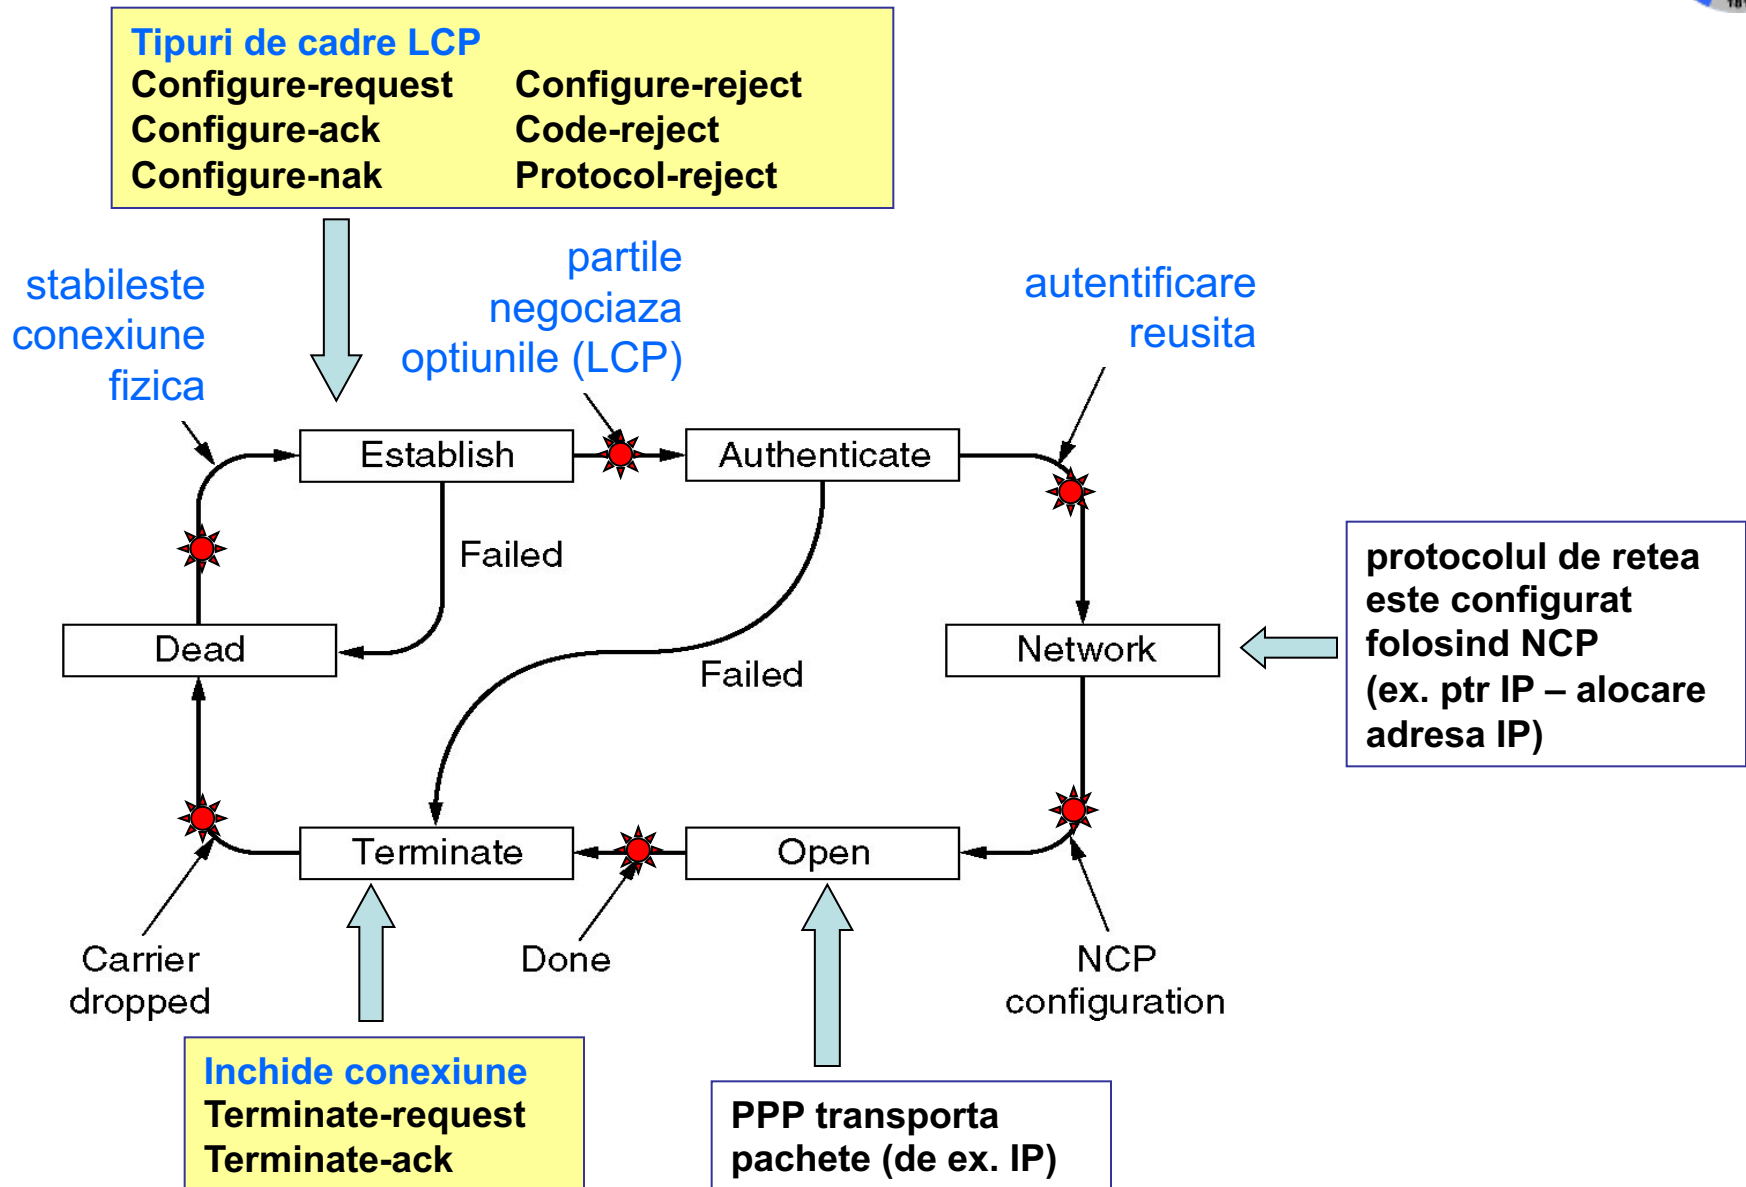 Tipuri de cadre LCP
Configure-request Configure-reject
Configure-ack Code-reject
Configure-nak Protocol-reject
stabileste
conexiune
fizica
partile
negociaza
optiunile (LCP)
autentificare
reusita
Establish
Authenticate
Failed
Dead
Failed
Network
protocolul de retea
este configurat
folosind NCP
(ex. ptr IP – alocare
adresa IP)
Terminate
Open
Carrier
dropped
Done
NCP
configuration
Inchide conexiune
Terminate-request
Terminate-ack
PPP transporta
pachete (de ex. IP)